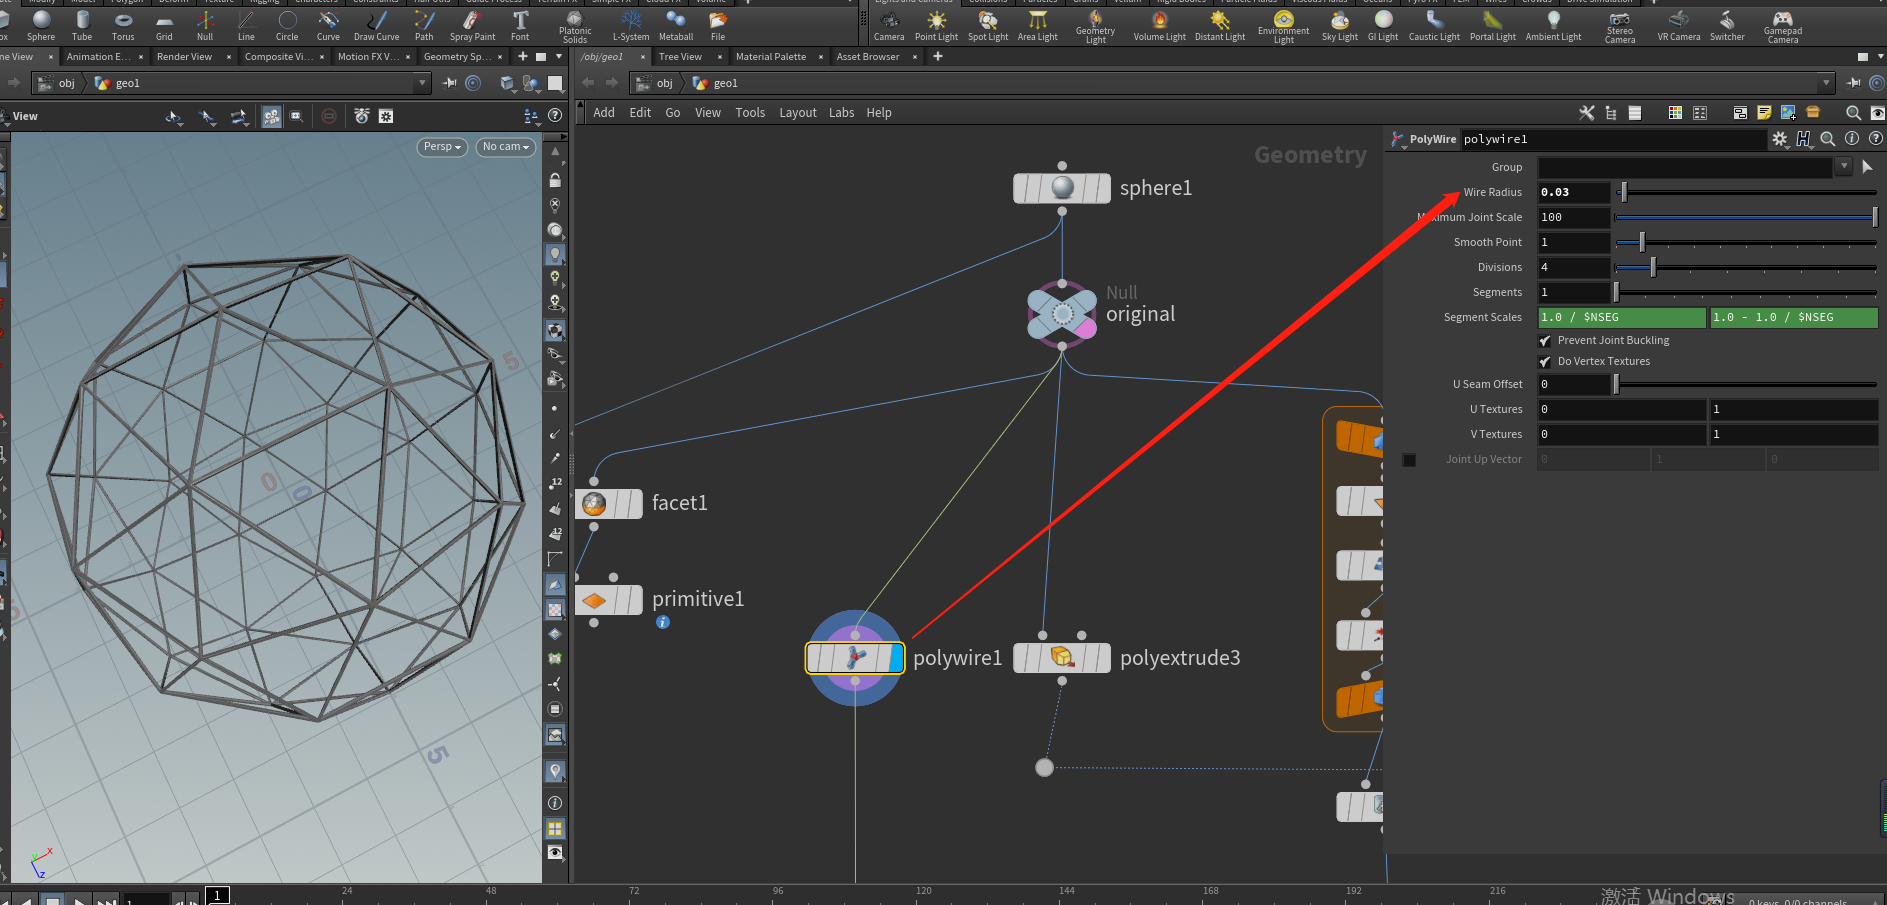 Sphere Tube Torus Grid Null Line Circle Curve Draw Curve Path Spray Paint Font Platonic Solids L-System Metaball File
Camera Point Light Spot Light Area Light Geometry Light Volume Light Distant Light Environment Light Sky Light GI Light Caustic Light Portal Light Ambient Light Stereo Camera VR Camera Switcher Gamepad Camera
ne View × Animation E... × Render View × Composite Vi... × Motion FX V... × Geometry Sp... × +
/obj/geo1 × Tree View × Material Palette × Asset Browser × +
obj geo1
obj geo1
View
Add Edit Go View Tools Layout Labs Help
Persp
No cam
5
0
0
5
Geometry
sphere1
Null
original
facet1
primitive1
polywire1
polyextrude3
PolyWire polywire1
Group
Wire Radius 0.03
Maximum Joint Scale 100
Smooth Point 1
Divisions 4
Segments 1
Segment Scales 1.0 / $NSEG 1.0 - 1.0 / $NSEG
Prevent Joint Buckling
Do Vertex Textures
U Seam Offset 0
U Textures 0 1
V Textures 0 1
Joint Up Vector 0 1 0
12
12
y x
z
1
24 48 72 96 120 144 168 192 216
1
激活 Windows
0 keys, 0/0 channels